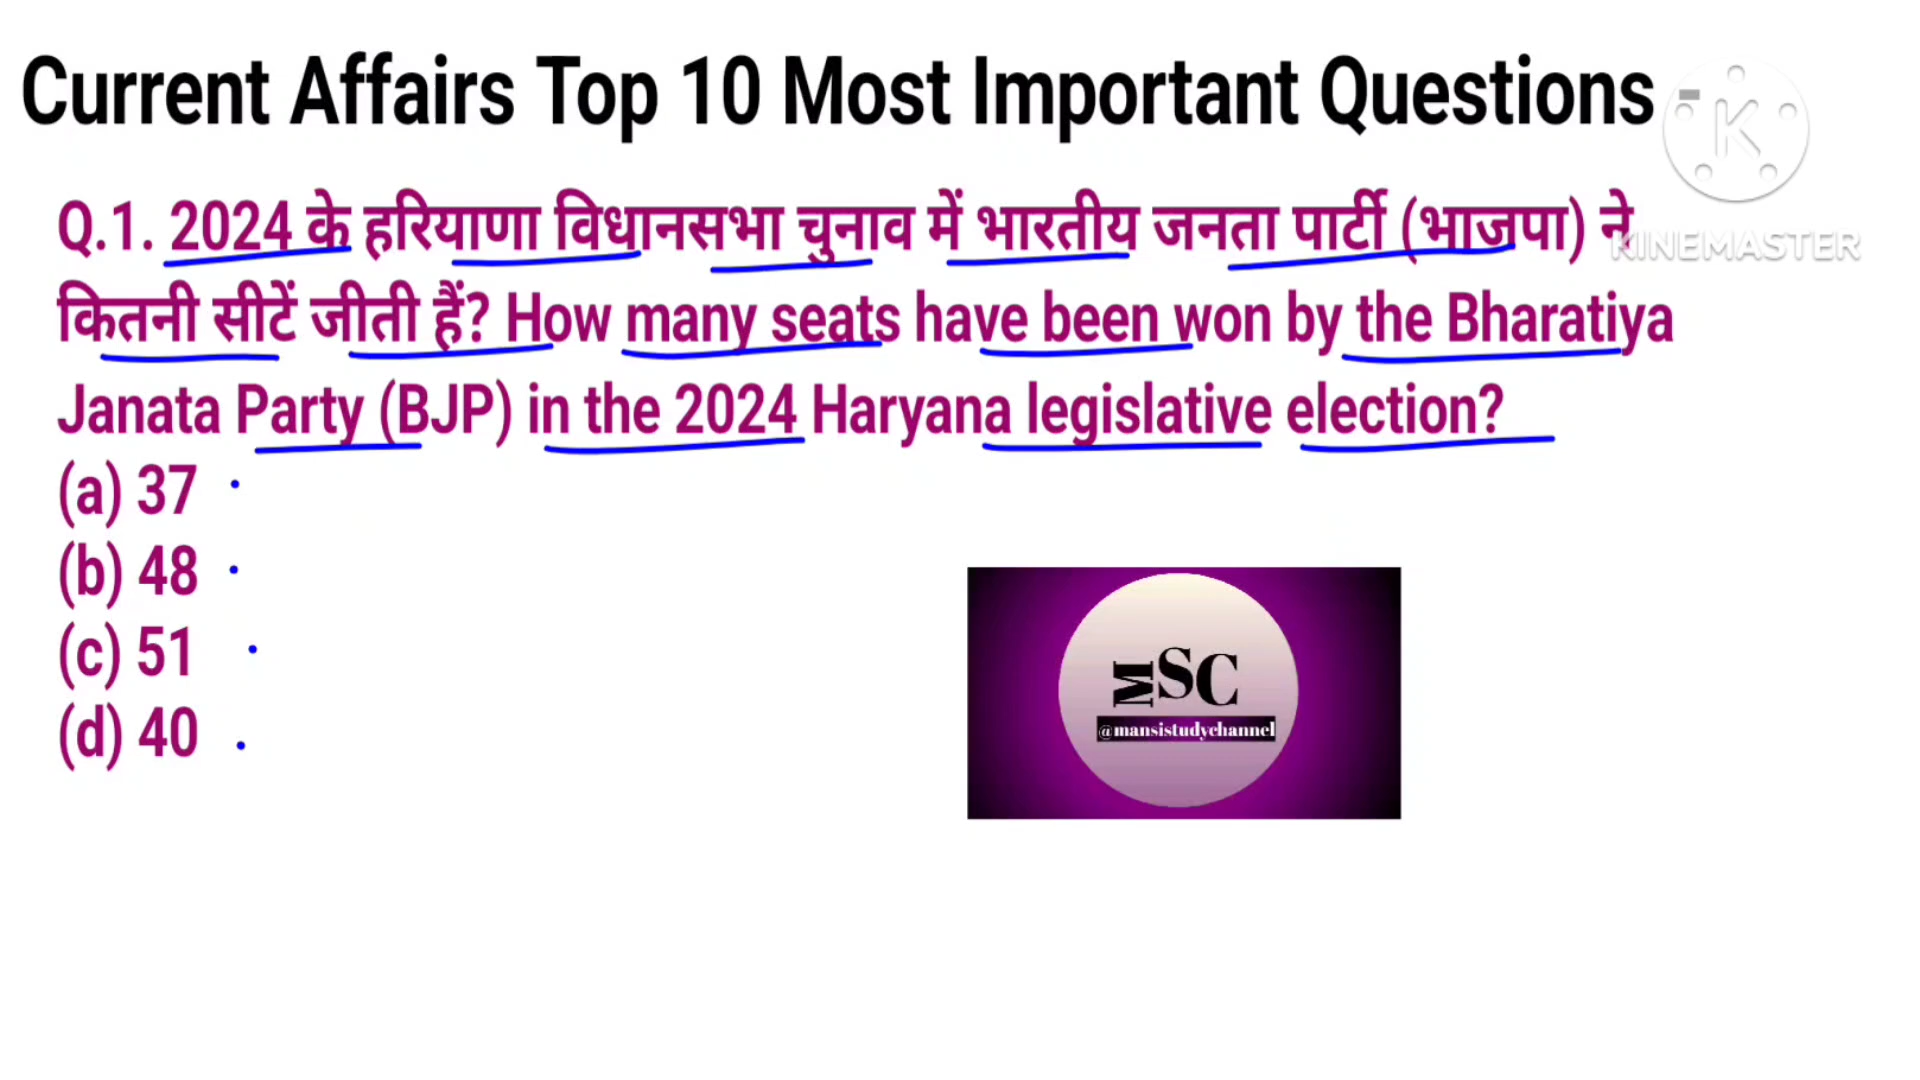 Current Affairs Top 10 Most Important Questions -
KINEMASTER
Q.1. 2024 के हरियाणा विधानसभा चुनाव में भारतीय जनता पार्टी (भाजपा) ने
कितनी सीटें जीती हैं? How many seats have been won by the Bharatiya
Janata Party (BJP) in the 2024 Haryana legislative election?
(a) 37
(b) 48
(c) 51
(d) 40
MSC
@mansistudychannel